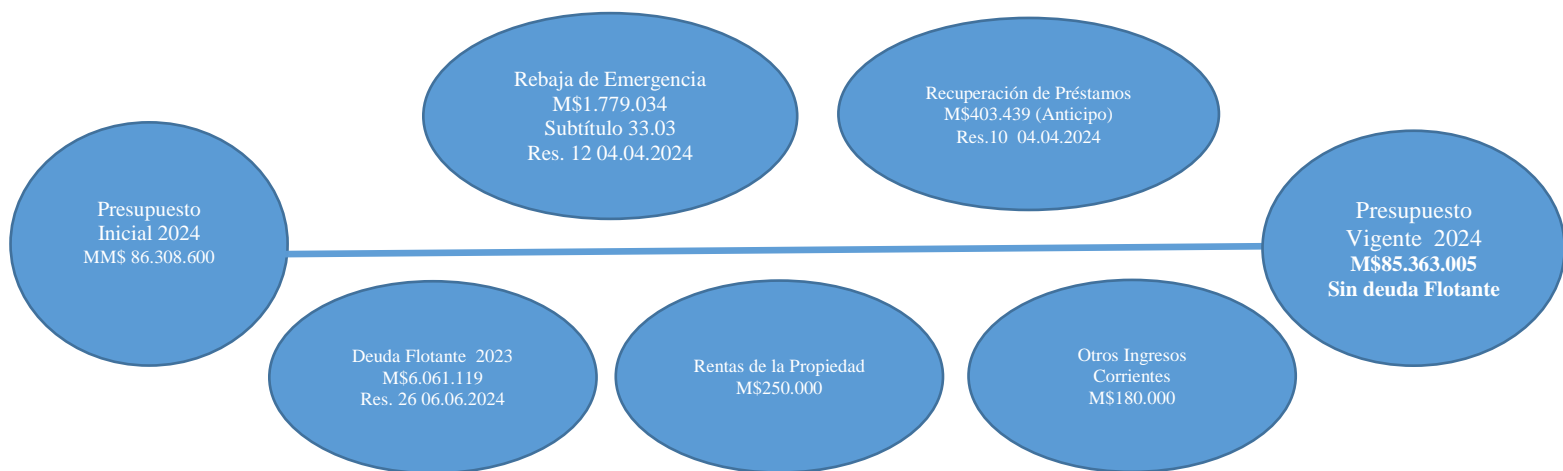 Presupuesto
Inicial 2024
MM$ 86.308.600
Rebaja de Emergencia
M$1.779.034
Subtítulo 33.03
Res. 12 04.04.2024
Recuperación de Préstamos
M$403.439 (Anticipo)
Res.10 04.04.2024
Presupuesto
Vigente 2024
M$85.363.005
Sin deuda Flotante
Deuda Flotante 2023
M$6.061.119
Res. 26 06.06.2024
Rentas de la Propiedad
M$250.000
Otros Ingresos
Corrientes
M$180.000